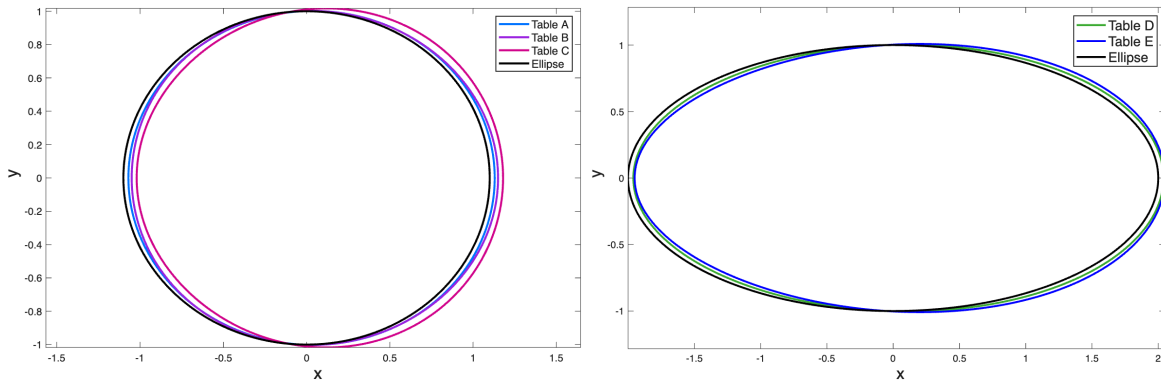 Table A
Table B
Table C
Ellipse
1
0.8
0.6
0.4
0.2
0
-0.2
-0.4
-0.6
-0.8
-1
y
-1.5 -1 -0.5 0 0.5 1 1.5
x
Table D
Table E
Ellipse
1
0.5
0
-0.5
-1
y
-1.5 -1 -0.5 0 0.5 1 1.5 2
x